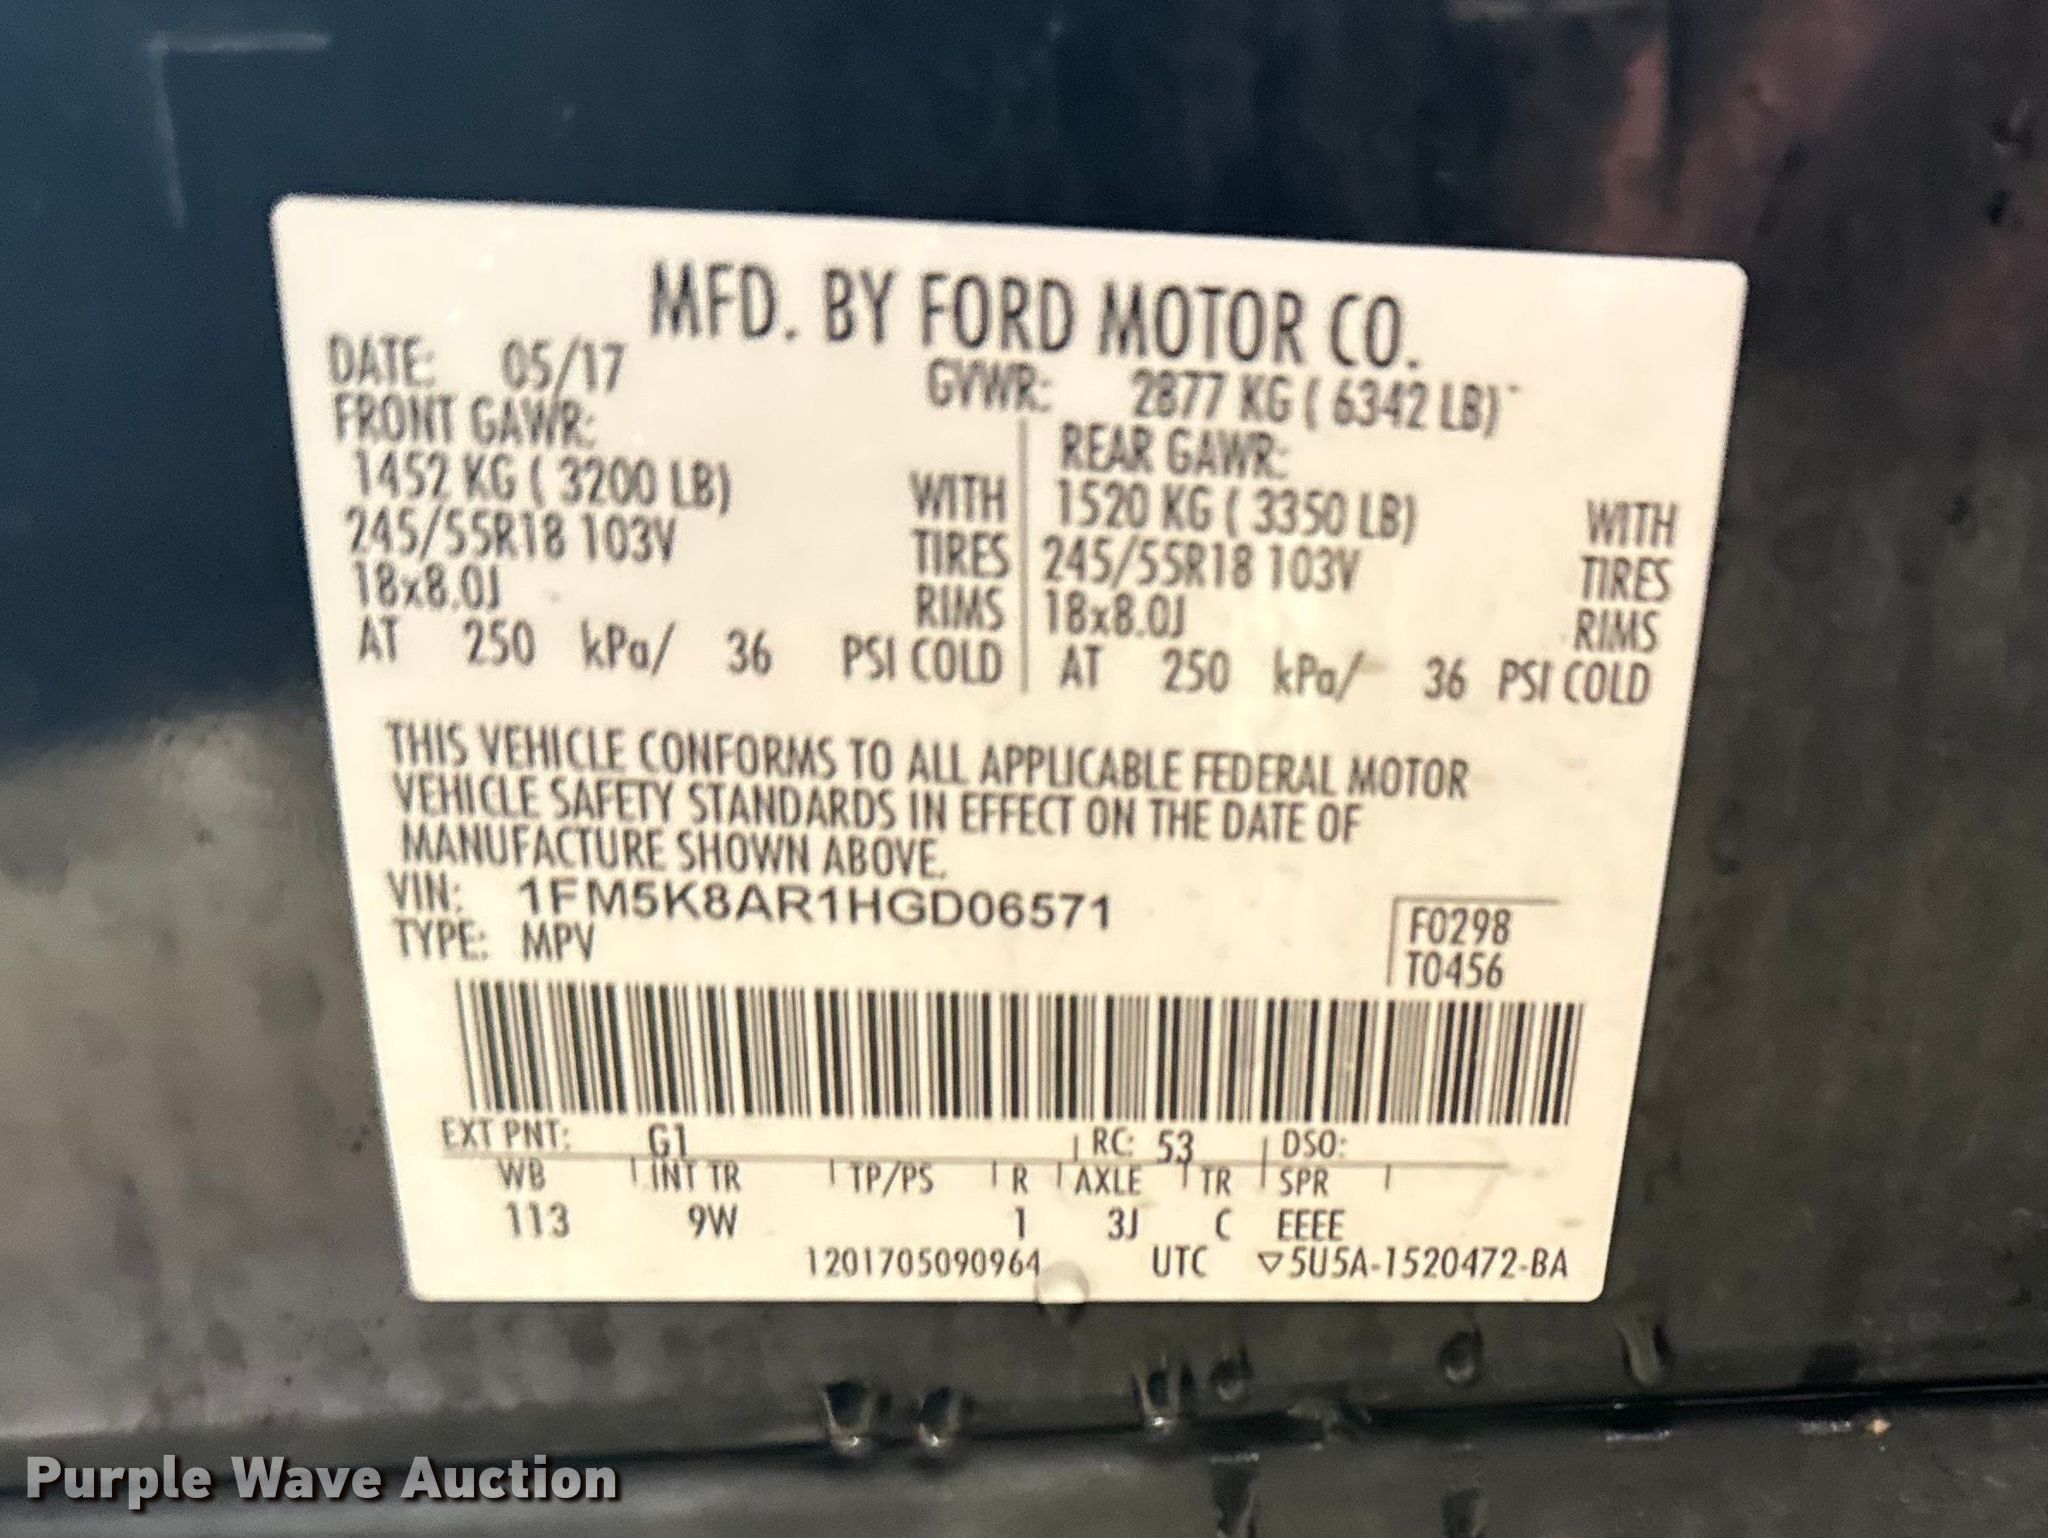 MFD. BY FORD MOTOR CO.
DATE: 05/17 GVWR: 2877 KG ( 6342 LB)
FRONT GAWR: REAR GAWR:
1452 KG ( 3200 LB) WITH 1520 KG ( 3350 LB) WITH
245/55R18 103V TIRES 245/55R18 103V TIRES
18x8.0J RIMS 18x8.0J RIMS
AT 250 kPa/ 36 PSI COLD AT 250 kPa/ 36 PSI COLD
THIS VEHICLE CONFORMS TO ALL APPLICABLE FEDERAL MOTOR
VEHICLE SAFETY STANDARDS IN EFFECT ON THE DATE OF
MANUFACTURE SHOWN ABOVE.
VIN: 1FM5K8AR1HGD06571 F0298
TYPE: MPV T0456
EXT PNT: G1 RC: 53 DSO:
WB INT TR TP/PS R AXLE TR SPR
113 9W 1 3J C EEEE
1201705090964 UTC ▽5U5A-1520472-BA
Purple Wave Auction